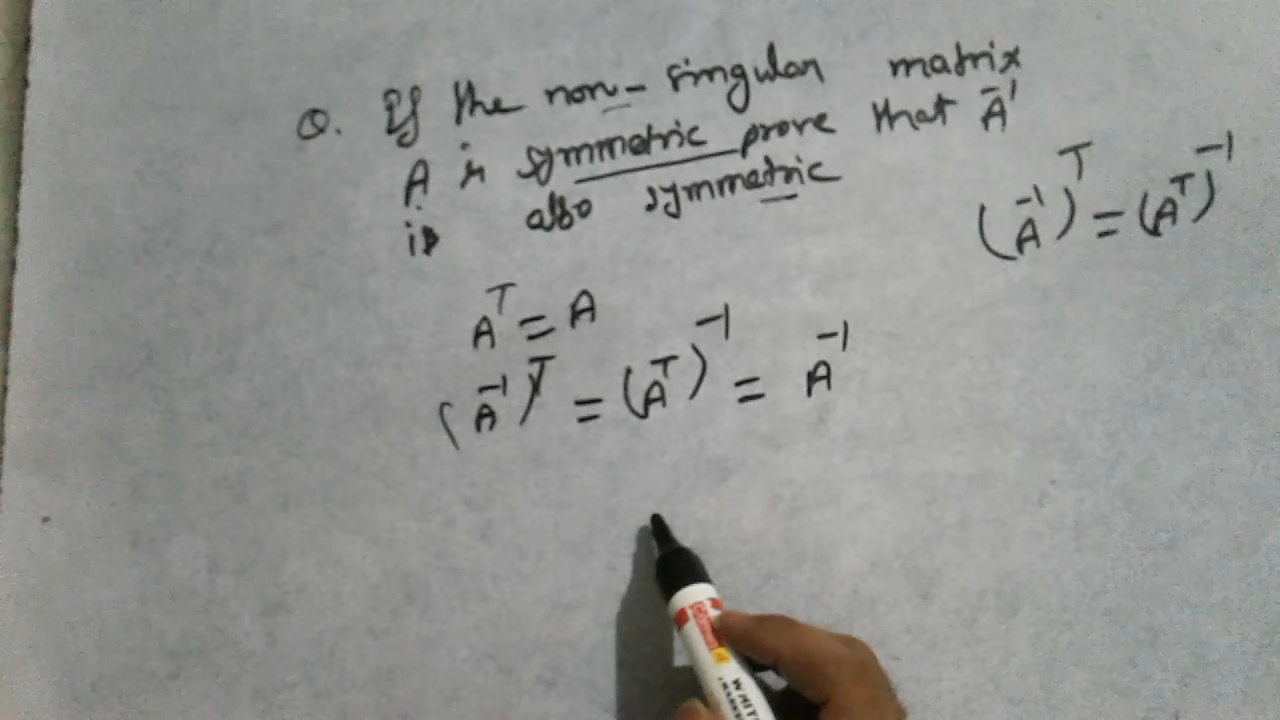 Q. If the non-singular matrix
A is symmetric prove that A⁻¹
is also symmetric
(A⁻¹)ᵀ = (Aᵀ)⁻¹
Aᵀ = A
(A⁻¹)ᵀ = (Aᵀ)⁻¹ = A⁻¹
WHIT